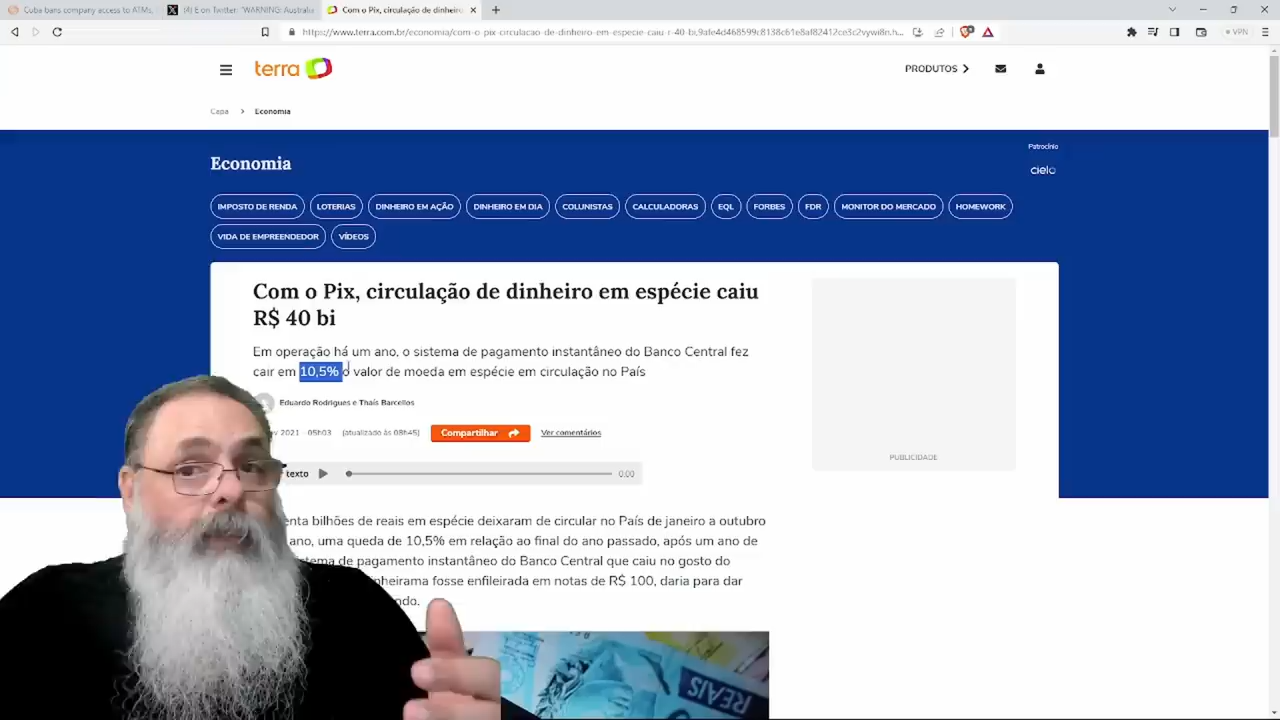 Cuba bans company access to ATMs,
(4) E on Twitter: "WARNING: Australia
Com o Pix, circulação de dinheiro
https://www.terra.com.br/economia/com-o-pix-circulacao-de-dinheiro-em-especie-caiu-r-40-bi,9afe4d468599c8138c61e8af82412ce3c2vywi8n.h...
VPN
terra
PRODUTOS
Capa > Economia
Patrocínio
Economia
cielo
IMPOSTO DE RENDA LOTERIAS DINHEIRO EM AÇÃO DINHEIRO EM DIA COLUNISTAS CALCULADORAS EQL FORBES FDR MONITOR DO MERCADO HOMEWORK
VIDA DE EMPREENDEDOR VÍDEOS
Com o Pix, circulação de dinheiro em espécie caiu
R$ 40 bi
Em operação há um ano, o sistema de pagamento instantâneo do Banco Central fez
cair em 10,5% o valor de moeda em espécie em circulação no País
Eduardo Rodrigues e Thaís Barcellos
2021 - 05h03 (atualizado às 08h45)
Compartilhar
Ver comentários
texto
0:00
PUBLICIDADE
bilhões de reais em espécie deixaram de circular no País de janeiro a outubro
ano, uma queda de 10,5% em relação ao final do ano passado, após um ano de
de pagamento instantâneo do Banco Central que caiu no gosto do
fosse enfileirada em notas de R$ 100, daria para dar
REAIS